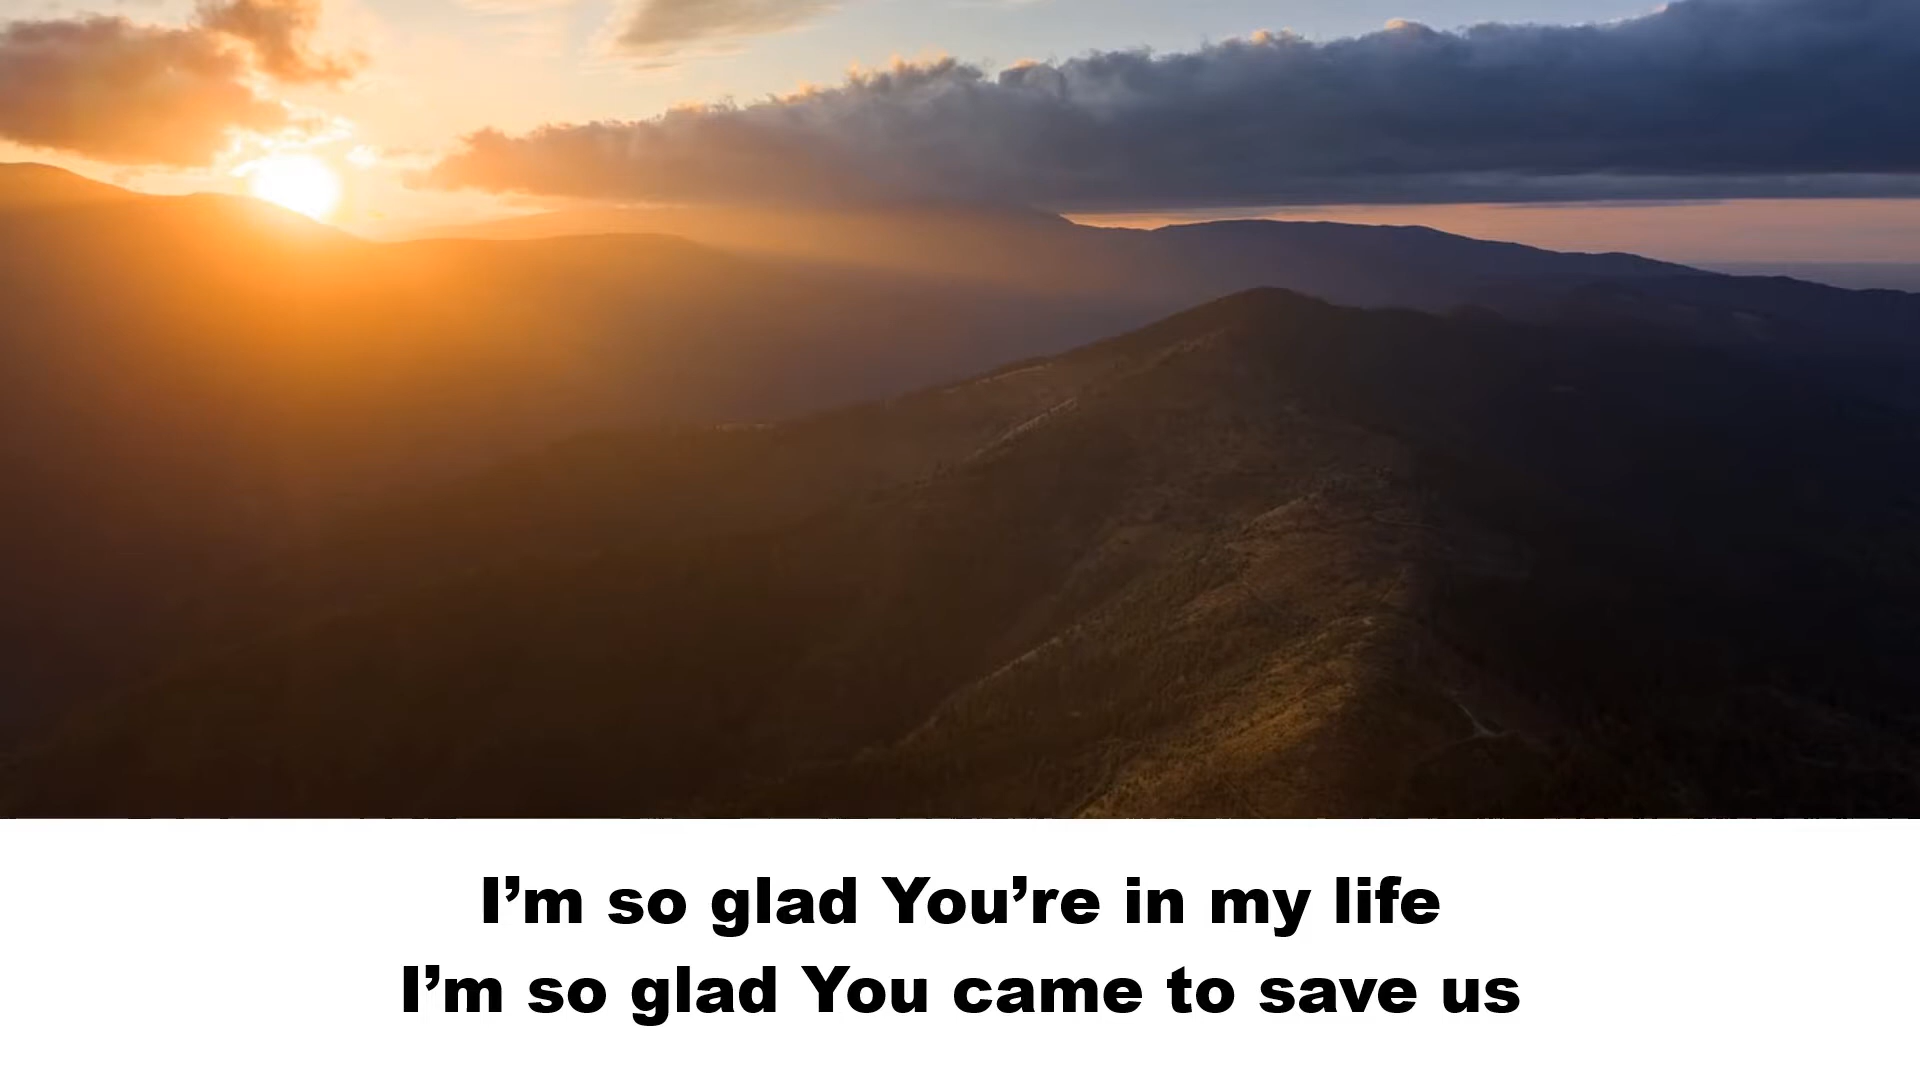 I’m so glad You’re in my life
I’m so glad You came to save us